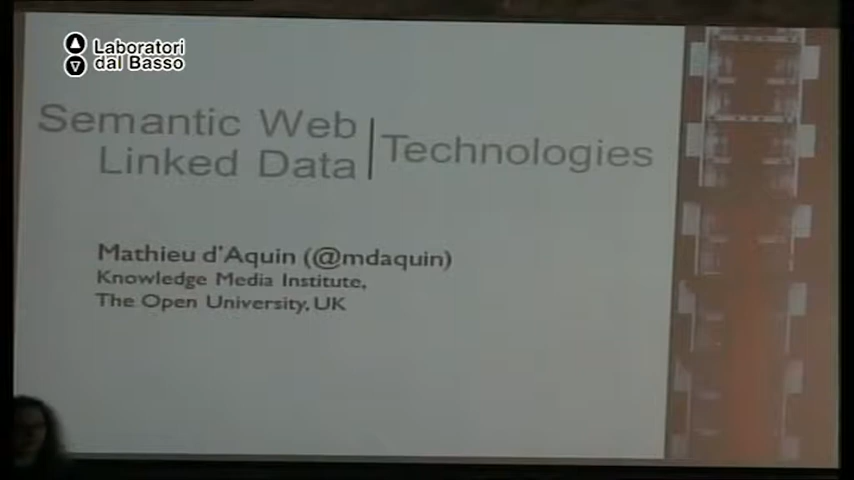 Laboratori
dal Basso
Semantic Web
Linked Data
Technologies
Mathieu d'Aquin (@mdaquin)
Knowledge Media Institute,
The Open University, UK